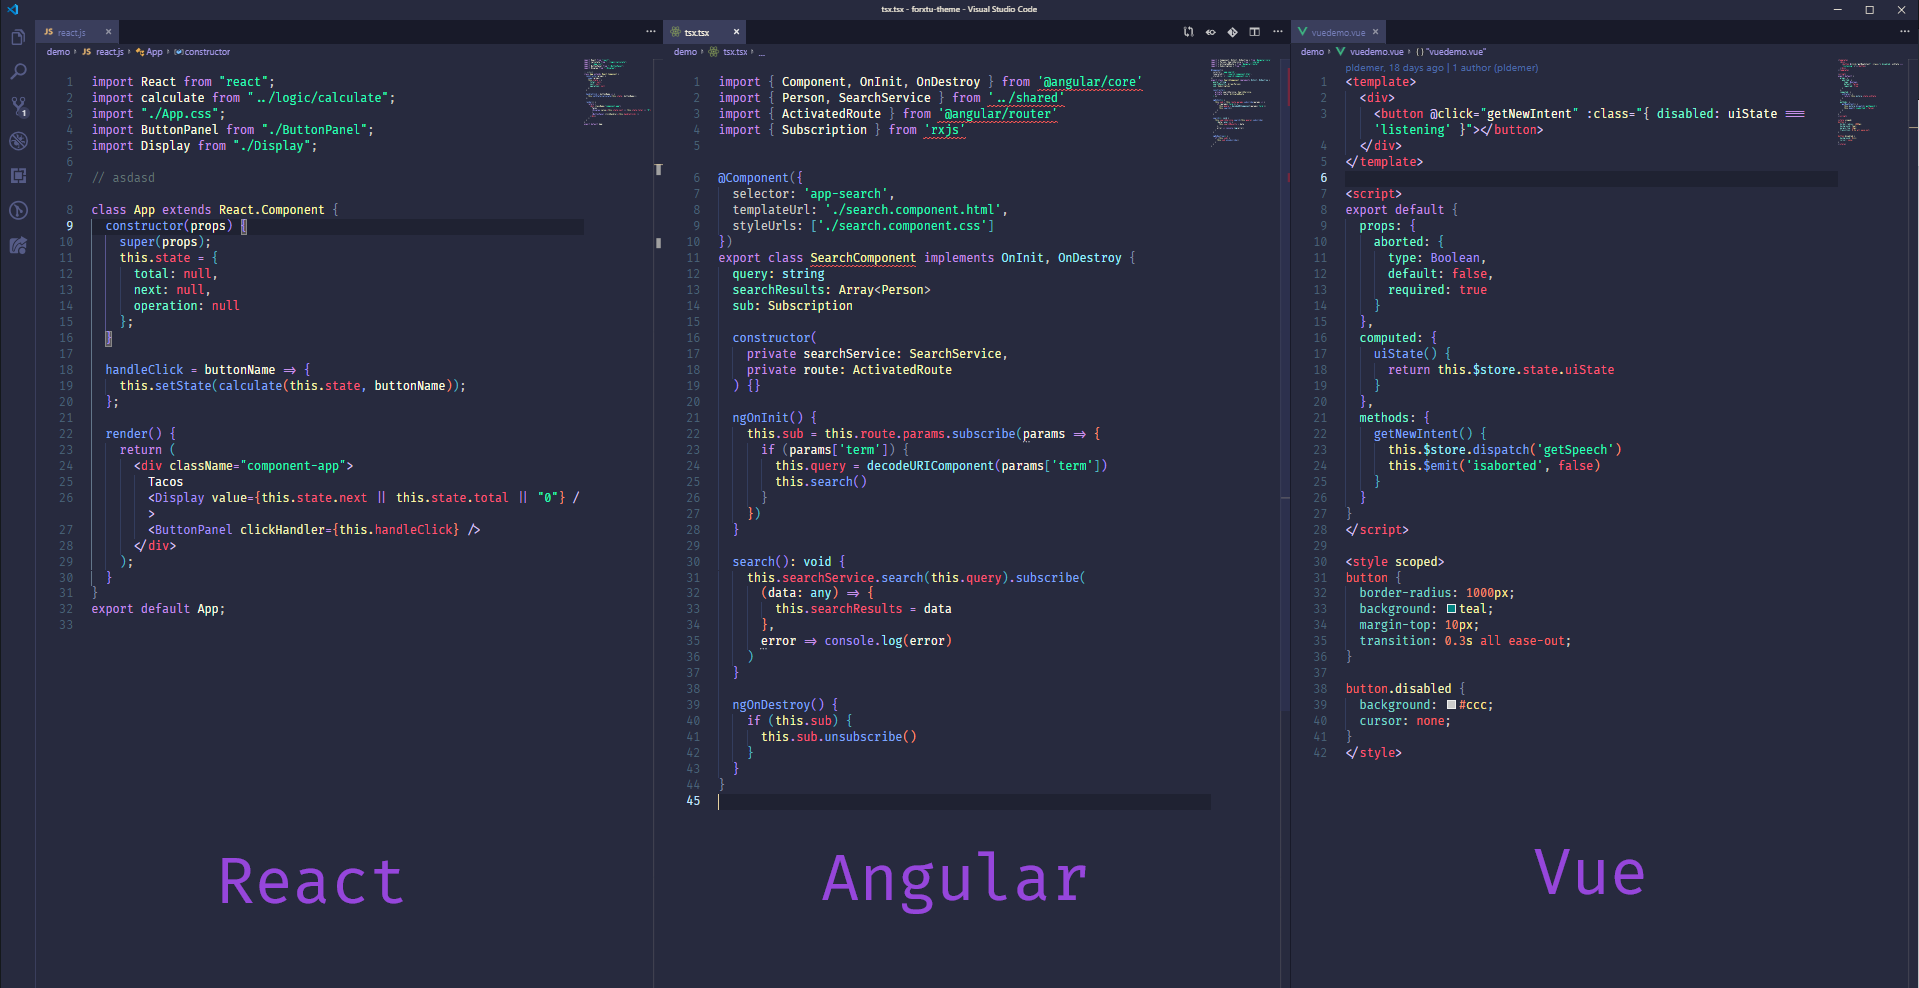 tsx.tsx - forxtu-theme - Visual Studio Code
JS react.js ×
demo › JS react.js › App › constructor
1 import React from "react";
2 import calculate from "../logic/calculate";
3 import "./App.css";
4 import ButtonPanel from "./ButtonPanel";
5 import Display from "./Display";
6
7 // asdasd
8 class App extends React.Component {
9 constructor(props) {
10 super(props);
11 this.state = {
12 total: null,
13 next: null,
14 operation: null
15 };
16 }
17
18 handleClick = buttonName => {
19 this.setState(calculate(this.state, buttonName));
20 };
21
22 render() {
23 return (
24 <div className="component-app">
25 Tacos
26 <Display value={this.state.next || this.state.total || "0"} /
>
27 <ButtonPanel clickHandler={this.handleClick} />
28 </div>
29 );
30 }
31 }
32 export default App;
33
React
tsx.tsx ×
demo › tsx.tsx › ...
1 import { Component, OnInit, OnDestroy } from '@angular/core'
2 import { Person, SearchService } from '../shared'
3 import { ActivatedRoute } from '@angular/router'
4 import { Subscription } from 'rxjs'
5
6 @Component({
7 selector: 'app-search',
8 templateUrl: './search.component.html',
9 styleUrls: ['./search.component.css']
10 })
11 export class SearchComponent implements OnInit, OnDestroy {
12 query: string
13 searchResults: Array<Person>
14 sub: Subscription
15
16 constructor(
17 private searchService: SearchService,
18 private route: ActivatedRoute
19 ) {}
20
21 ngOnInit() {
22 this.sub = this.route.params.subscribe(params => {
23 if (params['term']) {
24 this.query = decodeURIComponent(params['term'])
25 this.search()
26 }
27 })
28 }
29
30 search(): void {
31 this.searchService.search(this.query).subscribe(
32 (data: any) => {
33 this.searchResults = data
34 },
35 error => console.log(error)
36 )
37 }
38
39 ngOnDestroy() {
40 if (this.sub) {
41 this.sub.unsubscribe()
42 }
43 }
44 }
45
Angular
vuedemo.vue ×
demo › vuedemo.vue › {} "vuedemo.vue"
pldemer, 18 days ago | 1 author (pldemer)
1 <template>
2 <div>
3 <button @click="getNewIntent" :class="{ disabled: uiState ===
'listening' }"></button>
4 </div>
5 </template>
6
7 <script>
8 export default {
9 props: {
10 aborted: {
11 type: Boolean,
12 default: false,
13 required: true
14 }
15 },
16 computed: {
17 uiState() {
18 return this.$store.state.uiState
19 }
20 },
21 methods: {
22 getNewIntent() {
23 this.$store.dispatch('getSpeech')
24 this.$emit('isaborted', false)
25 }
26 }
27 }
28 </script>
29
30 <style scoped>
31 button {
32 border-radius: 1000px;
33 background: teal;
34 margin-top: 10px;
35 transition: 0.3s all ease-out;
36 }
37
38 button.disabled {
39 background: #ccc;
40 cursor: none;
41 }
42 </style>
Vue
1